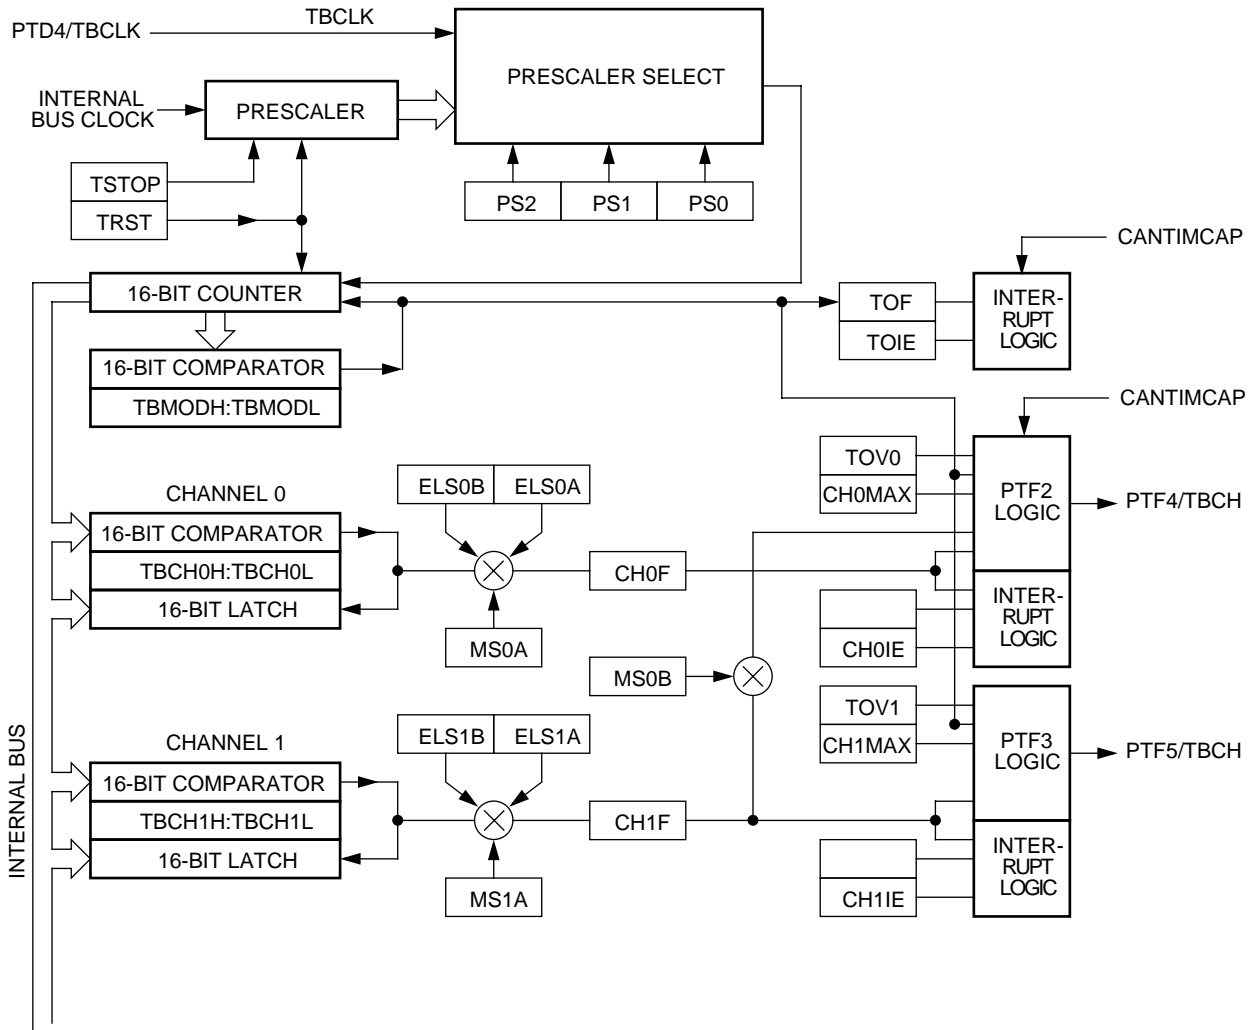 TBCLK
PTD4/TBCLK
PRESCALER SELECT
INTERNAL
BUS CLOCK
PRESCALER
TSTOP
TRST
PS2 PS1 PS0
CANTIMCAP
16-BIT COUNTER
TOF
TOIE
INTER-
RUPT
LOGIC
16-BIT COMPARATOR
TBMODH:TBMODL
CANTIMCAP
TOV0
CH0MAX
PTF2
LOGIC
PTF4/TBCH
CHANNEL 0
ELS0B ELS0A
16-BIT COMPARATOR
TBCH0H:TBCH0L
16-BIT LATCH
CH0F
MS0A
INTER-
RUPT
LOGIC
CH0IE
MS0B
TOV1
CH1MAX
PTF3
LOGIC
PTF5/TBCH
CHANNEL 1
ELS1B ELS1A
16-BIT COMPARATOR
TBCH1H:TBCH1L
16-BIT LATCH
CH1F
MS1A
INTER-
RUPT
LOGIC
CH1IE
INTERNAL BUS